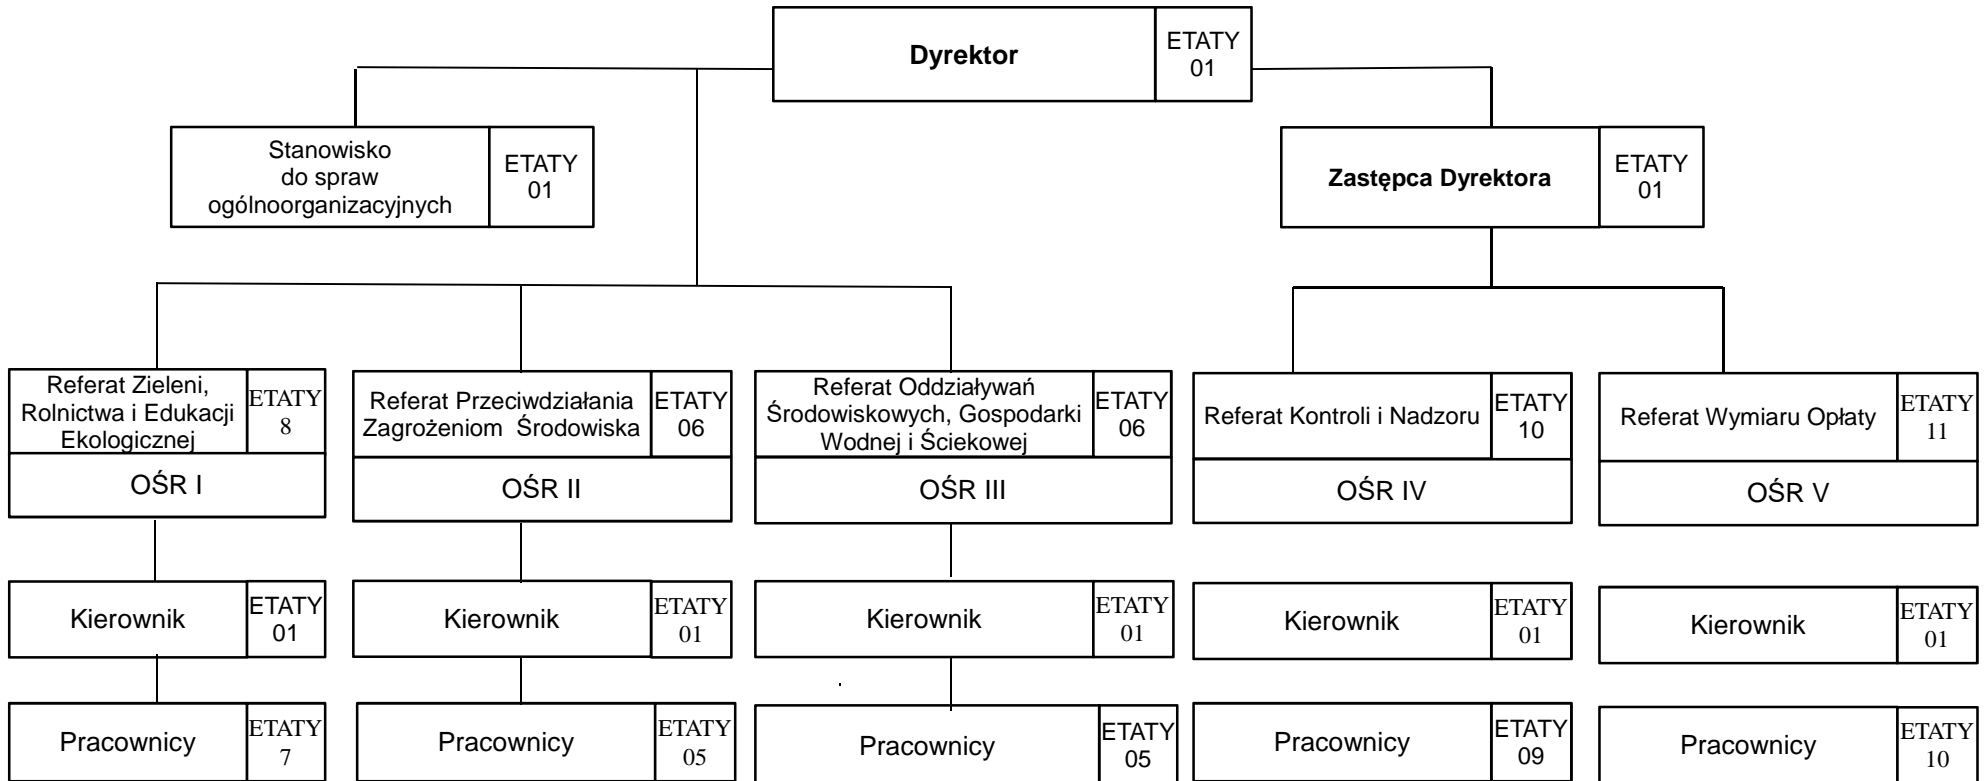 Dyrektor
ETATY
01
Stanowisko
do spraw
ogólnoorganizacyjnych
ETATY
01
Zastępca Dyrektora
ETATY
01
Referat Zieleni,
Rolnictwa i Edukacji
Ekologicznej
ETATY
8
OŚR I
Referat Przeciwdziałania
Zagrożeniom Środowiska
ETATY
06
OŚR II
Referat Oddziaływań
Środowiskowych, Gospodarki
Wodnej i Ściekowej
ETATY
06
OŚR III
Referat Kontroli i Nadzoru
ETATY
10
OŚR IV
Referat Wymiaru Opłaty
ETATY
11
OŚR V
Kierownik
ETATY
01
Kierownik
ETATY
01
Kierownik
ETATY
01
Kierownik
ETATY
01
Kierownik
ETATY
01
Pracownicy
ETATY
7
Pracownicy
ETATY
05
Pracownicy
ETATY
05
Pracownicy
ETATY
09
Pracownicy
ETATY
10